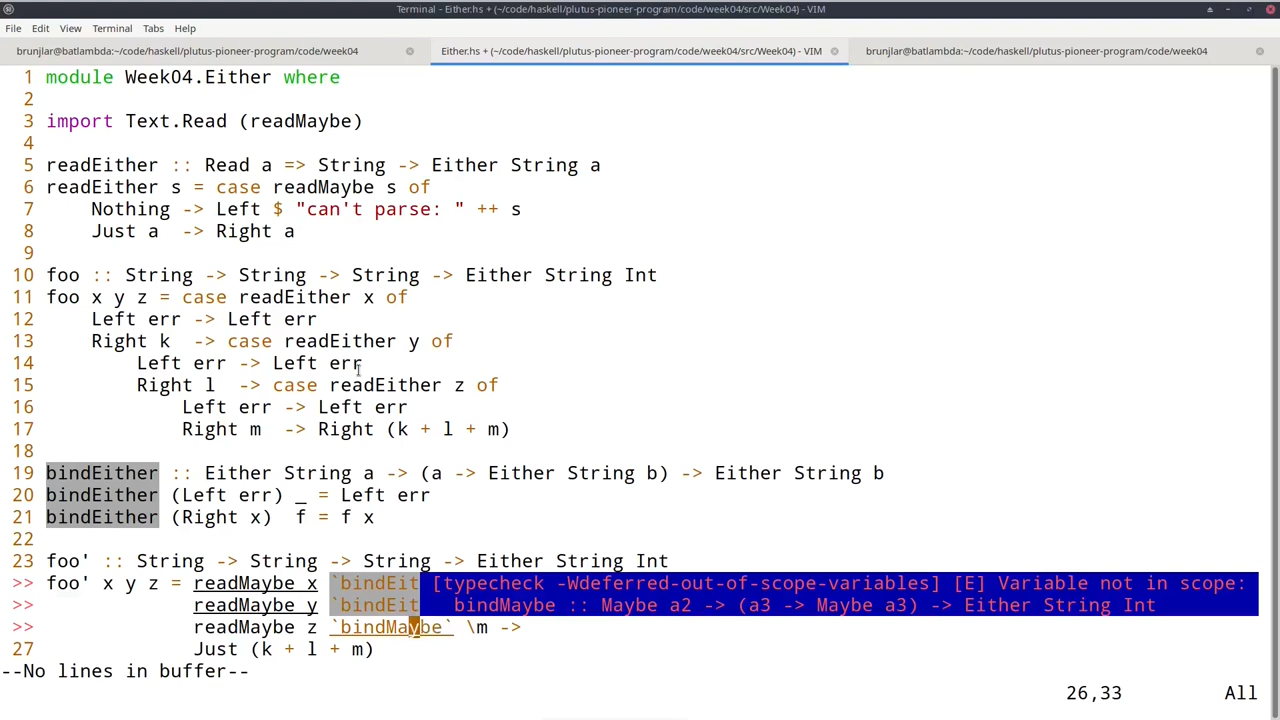 Terminal - Either.hs + (~/code/haskell/plutus-pioneer-program/code/week04/src/Week04) - VIM
File Edit View Terminal Tabs Help
brunjlar@batlambda:~/code/haskell/plutus-pioneer-program/code/week04 Either.hs + (~/code/haskell/plutus-pioneer-program/code/week04/src/Week04) - VIM brunjlar@batlambda:~/code/haskell/plutus-pioneer-program/code/week04
1 module Week04.Either where
2
3 import Text.Read (readMaybe)
4
5 readEither :: Read a => String -> Either String a
6 readEither s = case readMaybe s of
7     Nothing -> Left $ "can't parse: " ++ s
8     Just a  -> Right a
9
10 foo :: String -> String -> String -> Either String Int
11 foo x y z = case readEither x of
12     Left err -> Left err
13     Right k  -> case readEither y of
14         Left err -> Left err
15         Right l  -> case readEither z of
16             Left err -> Left err
17             Right m  -> Right (k + l + m)
18
19 bindEither :: Either String a -> (a -> Either String b) -> Either String b
20 bindEither (Left err) _ = Left err
21 bindEither (Right x)  f = f x
22
23 foo' :: String -> String -> String -> Either String Int
>> foo' x y z = readMaybe x `bindEit [typecheck -Wdeferred-out-of-scope-variables] [E] Variable not in scope:
>>              readMaybe y `bindEit   bindMaybe :: Maybe a2 -> (a3 -> Maybe a3) -> Either String Int
>>              readMaybe z `bindMaybe` \m ->
27              Just (k + l + m)
--No lines in buffer--
26,33 All